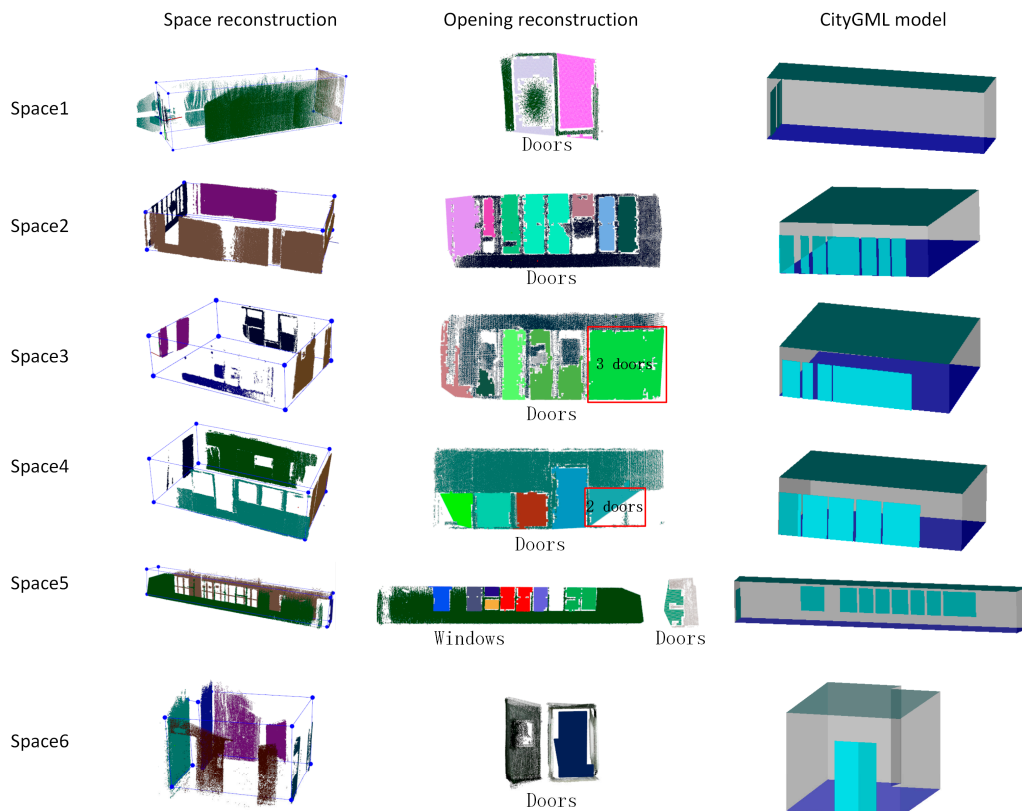 Space reconstruction
Opening reconstruction
CityGML model
Space1
Doors
Space2
Doors
Space3
3 doors
Doors
Space4
2 doors
Doors
Space5
Windows
Doors
Space6
Doors